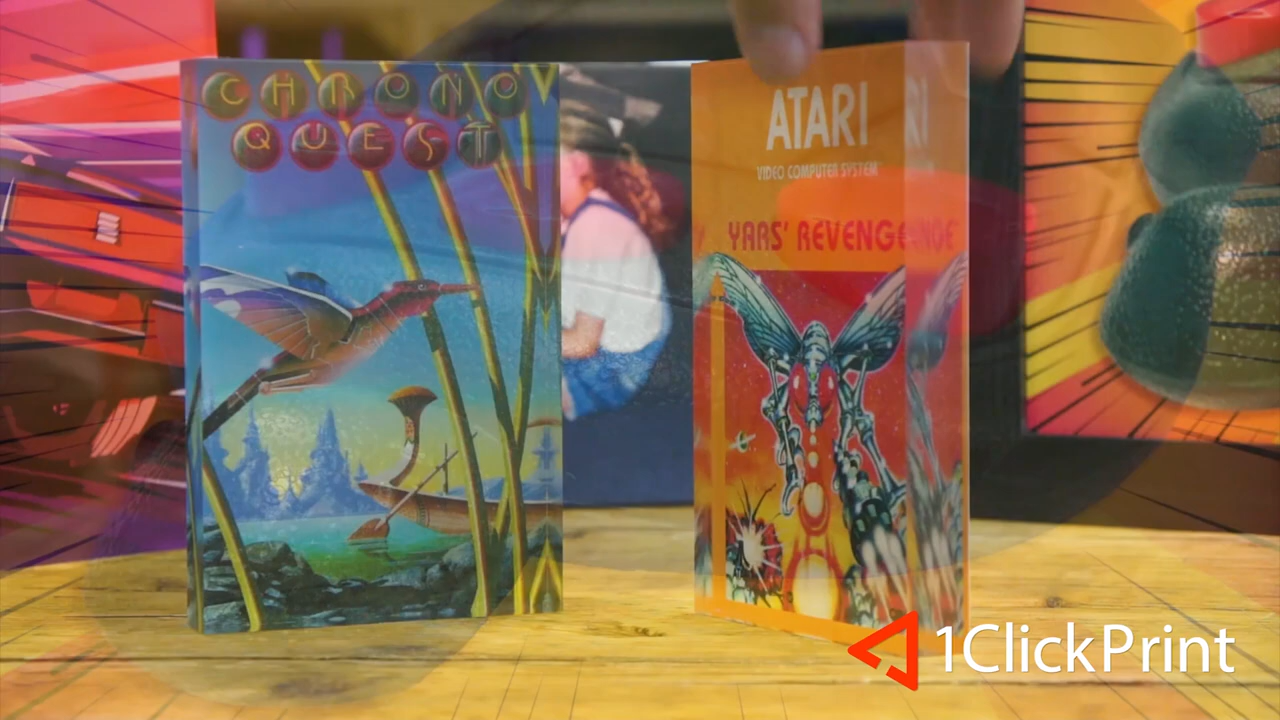 CHRONO
QUEST
ATARI
VIDEO COMPUTER SYSTEM
YARS' REVENGE
1ClickPrint